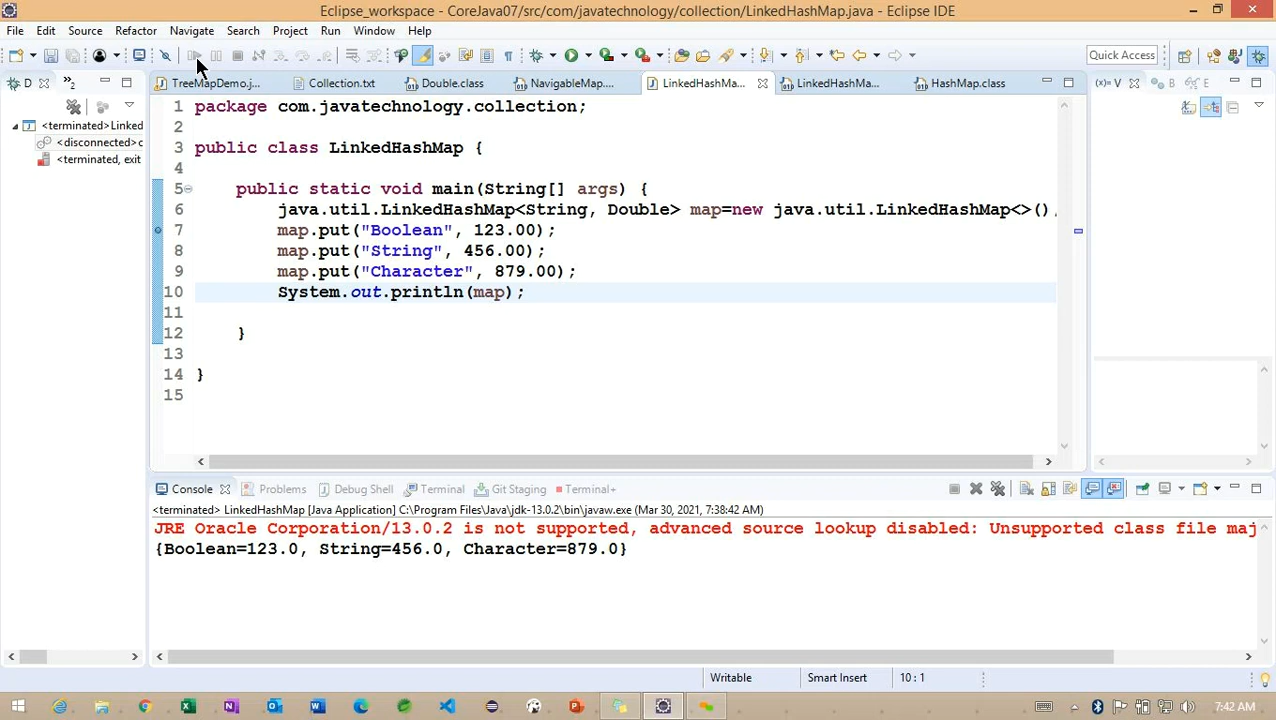 Eclipse_workspace - CoreJava07/src/com/javatechnology/collection/LinkedHashMap.java - Eclipse IDE
File Edit Source Refactor Navigate Search Project Run Title Window Help
Quick Access
D
2
TreeMapDemo.j... Collection.txt Double.class NavigableMap.... LinkedHashMa... LinkedHashMa... HashMap.class
(x)= V B E
<terminated>Linked
<disconnected>c
<terminated, exit
1 package com.javatechnology.collection;
2
3 public class LinkedHashMap {
4
5 public static void main(String[] args) {
6 java.util.LinkedHashMap<String, Double> map=new java.util.LinkedHashMap<>()
7 map.put("Boolean", 123.00);
8 map.put("String", 456.00);
9 map.put("Character", 879.00);
10 System.out.println(map);
11
12 }
13
14 }
15
Console Problems Debug Shell Terminal Git Staging Terminal+
<terminated> LinkedHashMap [Java Application] C:\Program Files\Java\jdk-13.0.2\bin\javaw.exe (Mar 30, 2021, 7:38:42 AM)
JRE Oracle Corporation/13.0.2 is not supported, advanced source lookup disabled: Unsupported class file maj
{Boolean=123.0, String=456.0, Character=879.0}
Writable Smart Insert 10 : 1
7:42 AM